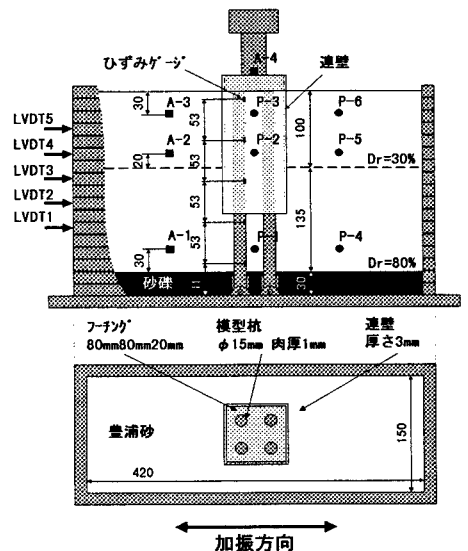 A-4
ひずみゲージ
連壁
A-3
P-3
P-6
30
LVDT5
53
100
LVDT4
A-2
P-2
P-5
20
53
Dr=30%
LVDT3
LVDT2
53
135
LVDT1
A-1
P-4
53
30
Dr=80%
砂礫
11
30
フーチング
80mm80mm20mm
模型杭
φ15mm 肉厚1mm
連壁
厚さ3mm
豊浦砂
150
420
加振方向